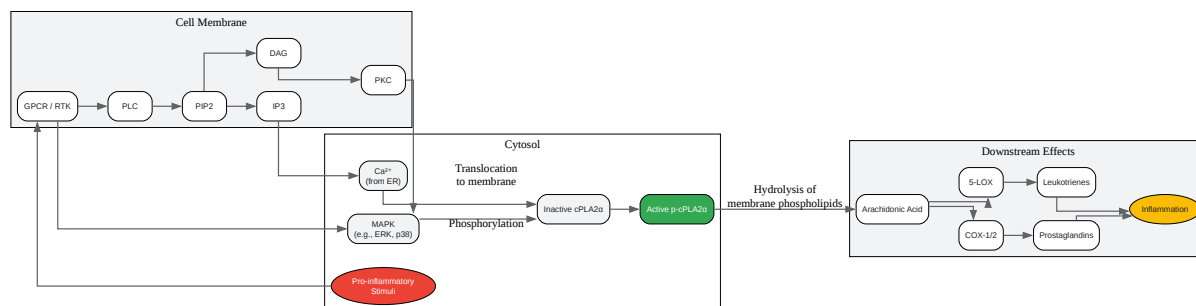 Cell Membrane
DAG
PKC
GPCR / RTK
PLC
PIP2
IP3
Cytosol
Ca²⁺
(from ER)
Translocation
to membrane
MAPK
(e.g., ERK, p38)
Phosphorylation
Inactive cPLA2α
Active p-cPLA2α
Pro-inflammatory
Stimuli
Hydrolysis of
membrane phospholipids
Downstream Effects
Arachidonic Acid
5-LOX
Leukotrienes
COX-1/2
Prostaglandins
Inflammation